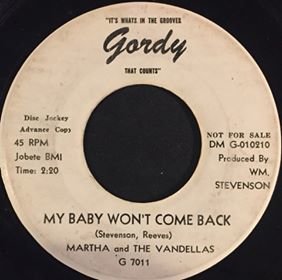 "IT'S WHATS IN THE GROOVES
Gordy
THAT COUNTS"
Disc Jockey
Advance Copy
45 RPM
Jobete BMI
Time: 2:20
NOT FOR SALE
DM G-010210
Produced By
WM.
STEVENSON
MY BABY WON'T COME BACK
(Stevenson, Reeves)
MARTHA and THE VANDELLAS
G 7011